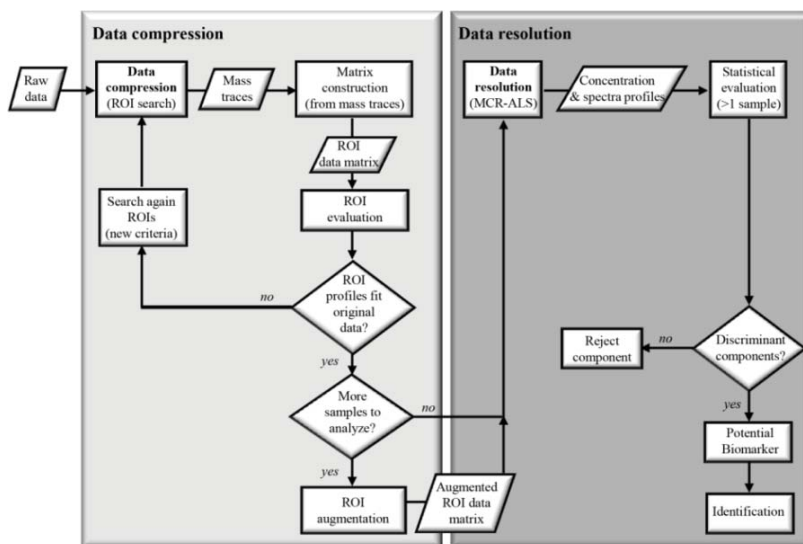 Data compression
Raw
data
Data
compression
(ROI search)
Mass
traces
Matrix
construction
(from mass traces)
ROI
data matrix
Search again
ROIs
(new criteria)
ROI
evaluation
ROI
profiles fit
original
data?
no
yes
More
samples to
analyze?
no
yes
ROI
augmentation
Augmented
ROI data
matrix
Data resolution
Data
resolution
(MCR-ALS)
Concentration
& spectra profiles
Statistical
evaluation
(>1 sample)
Discriminant
components?
no
Reject
component
yes
Potential
Biomarker
Identification